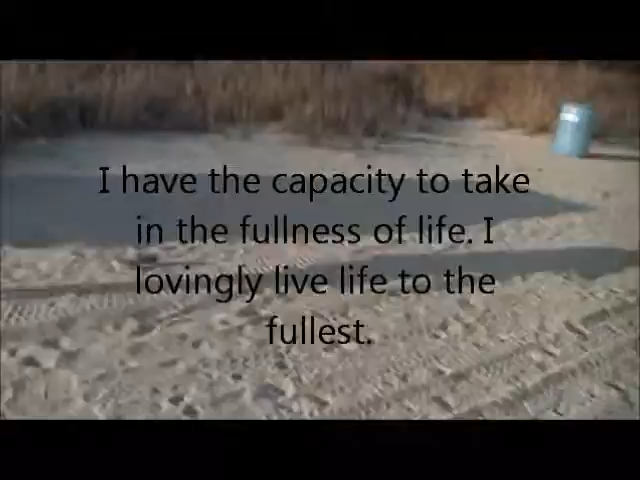 I have the capacity to take
in the fullness of life. I
lovingly live life to the
fullest.